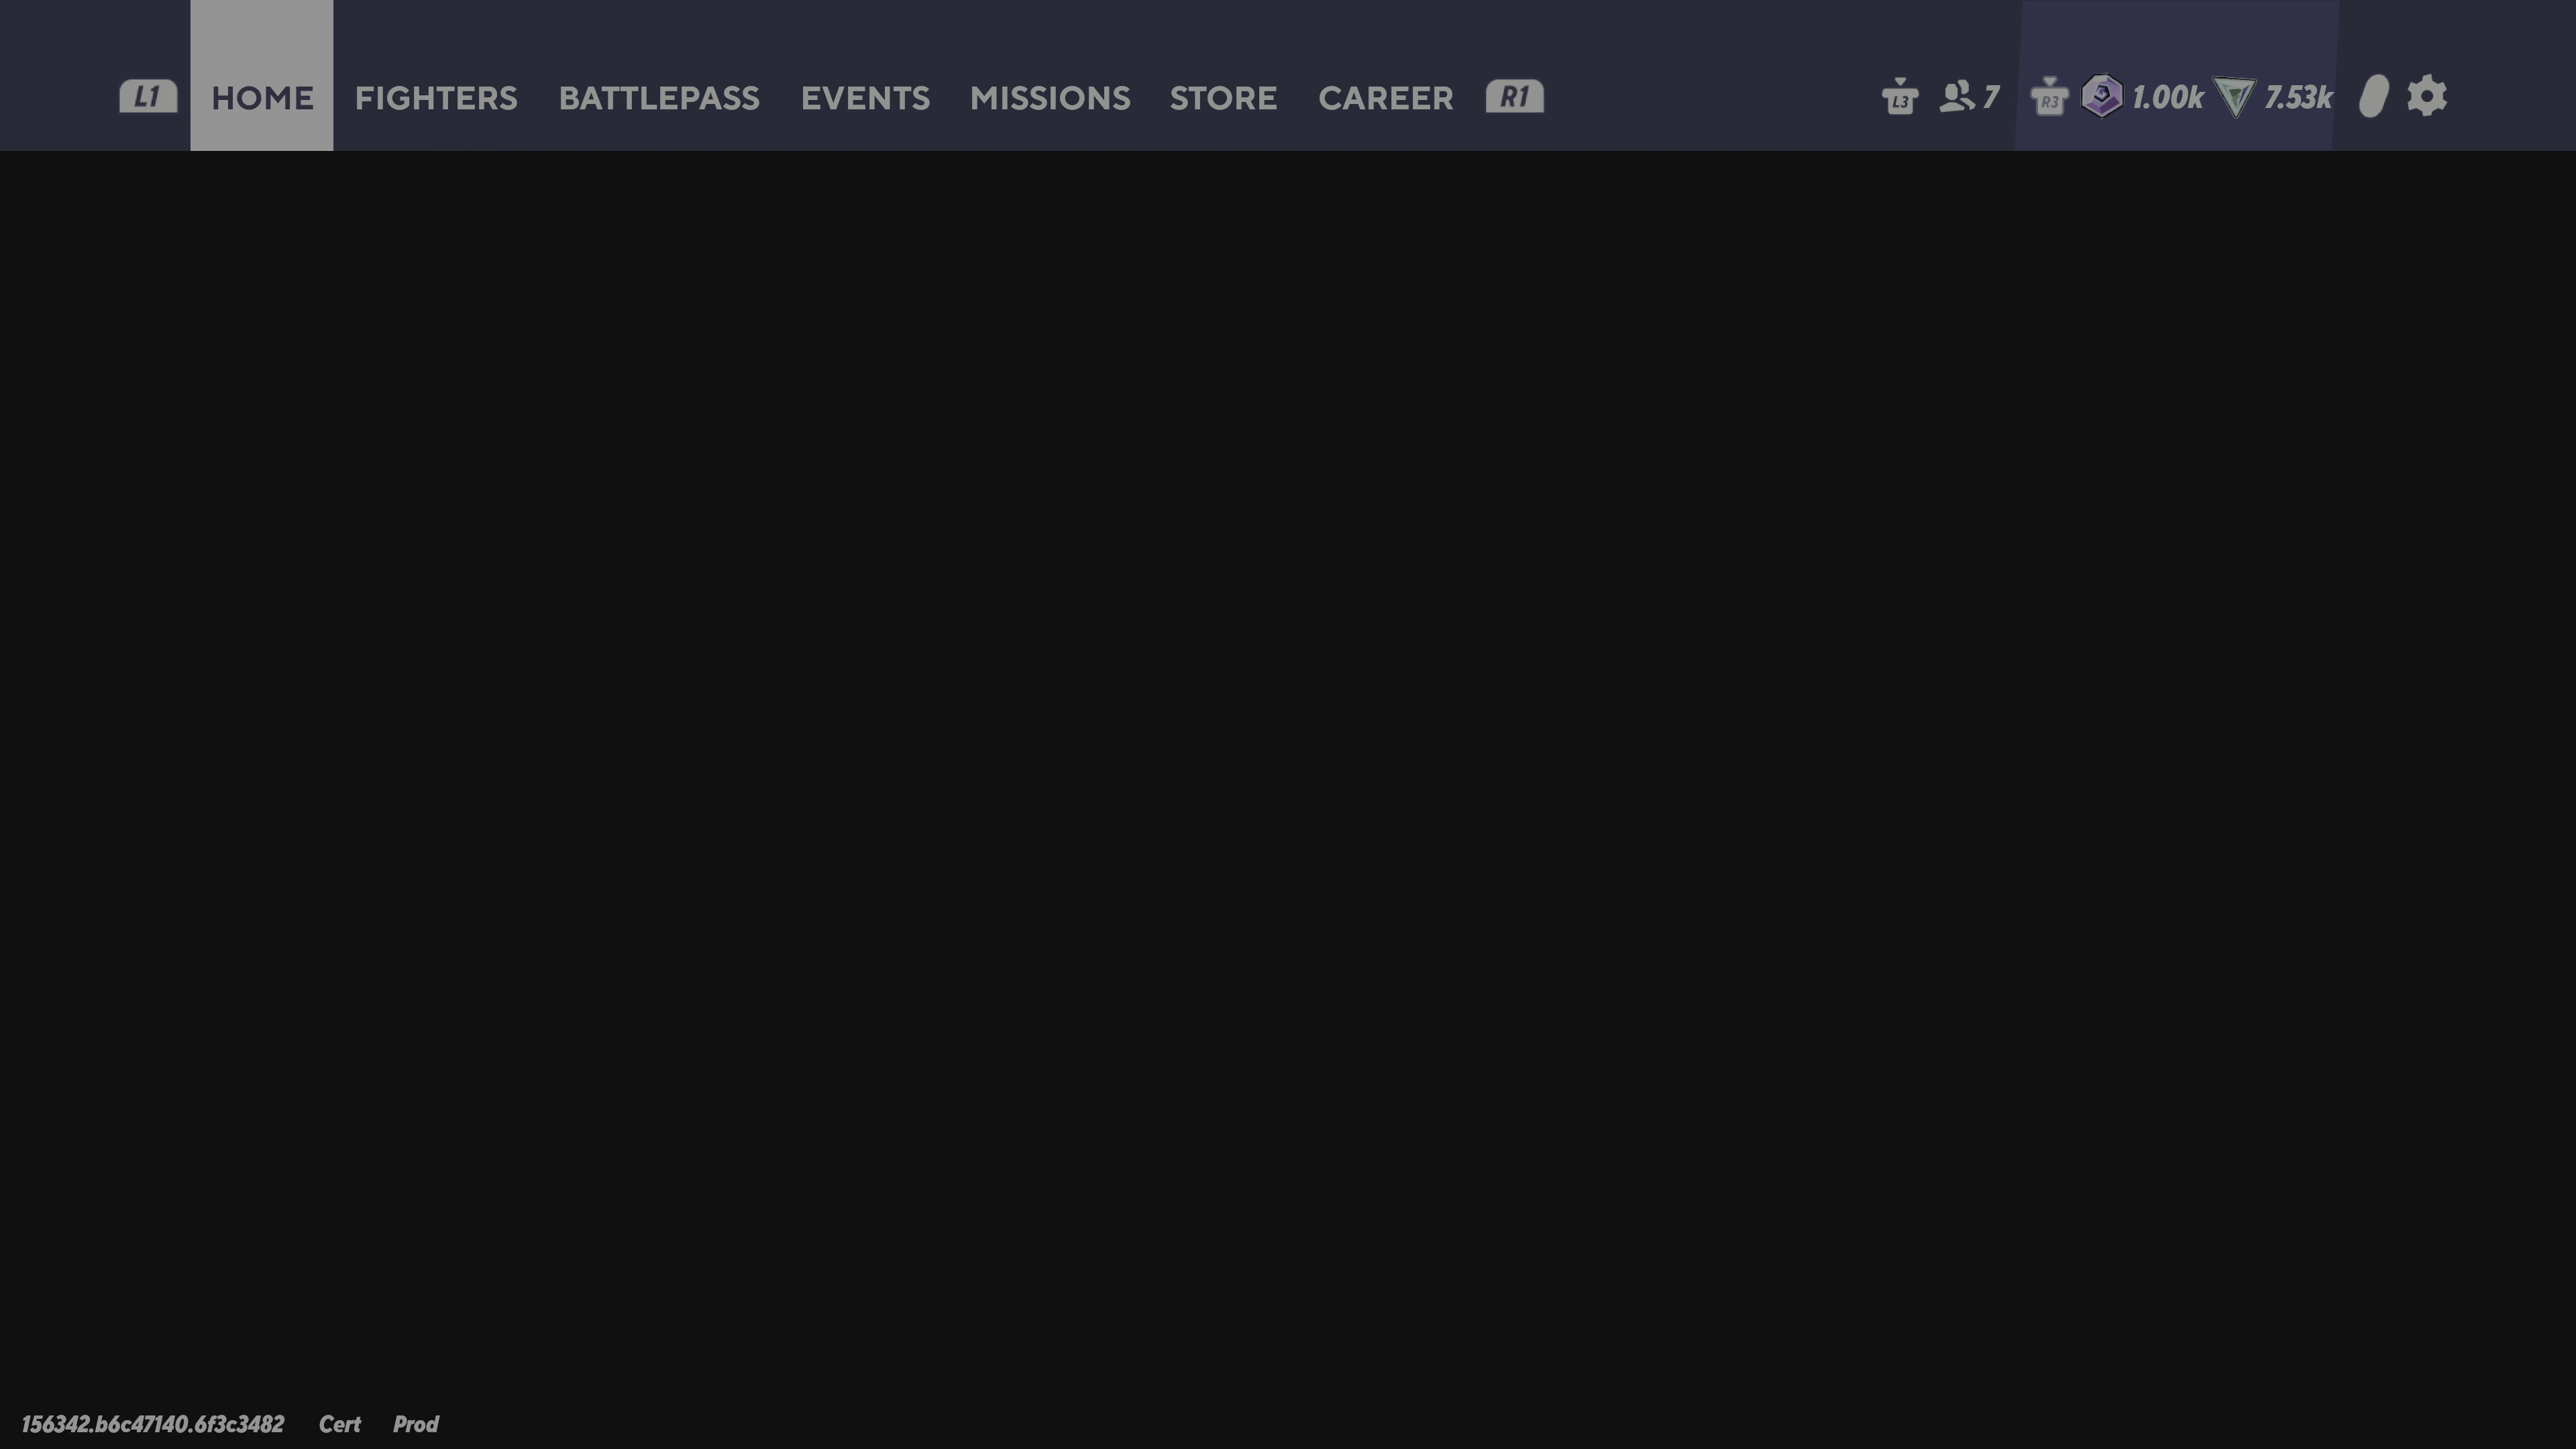 L1 HOME FIGHTERS BATTLEPASS EVENTS MISSIONS STORE CAREER R1 L3 7 R3 1.00k 7.53k
156342.b6c47140.6f3c3482 Cert Prod